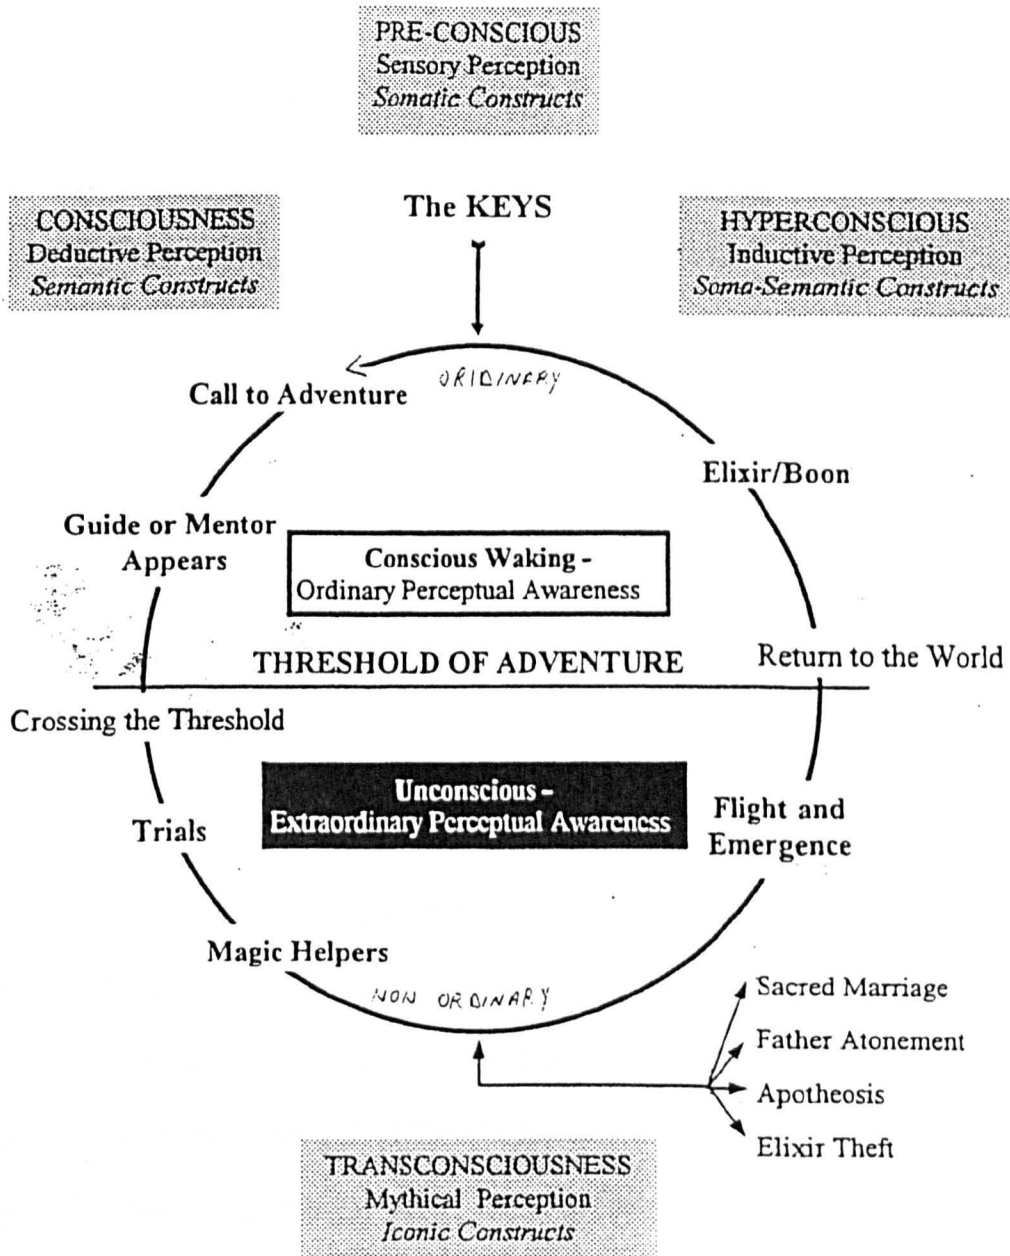 PRE-CONSCIOUS
Sensory Perception
Somatic Constructs
The KEYS
CONSCIOUSNESS
Deductive Perception
Semantic Constructs
HYPERCONSCIOUS
Inductive Perception
Soma-Semantic Constructs
ORIDINARY
Call to Adventure
Elixir/Boon
Guide or Mentor
Appears
Conscious Waking -
Ordinary Perceptual Awareness
THRESHOLD OF ADVENTURE
Return to the World
Crossing the Threshold
Unconscious -
Extraordinary Perceptual Awareness
Trials
Flight and
Emergence
Magic Helpers
NON ORDINARY
Sacred Marriage
Father Atonement
Apotheosis
Elixir Theft
TRANSCONSCIOUSNESS
Mythical Perception
Iconic Constructs